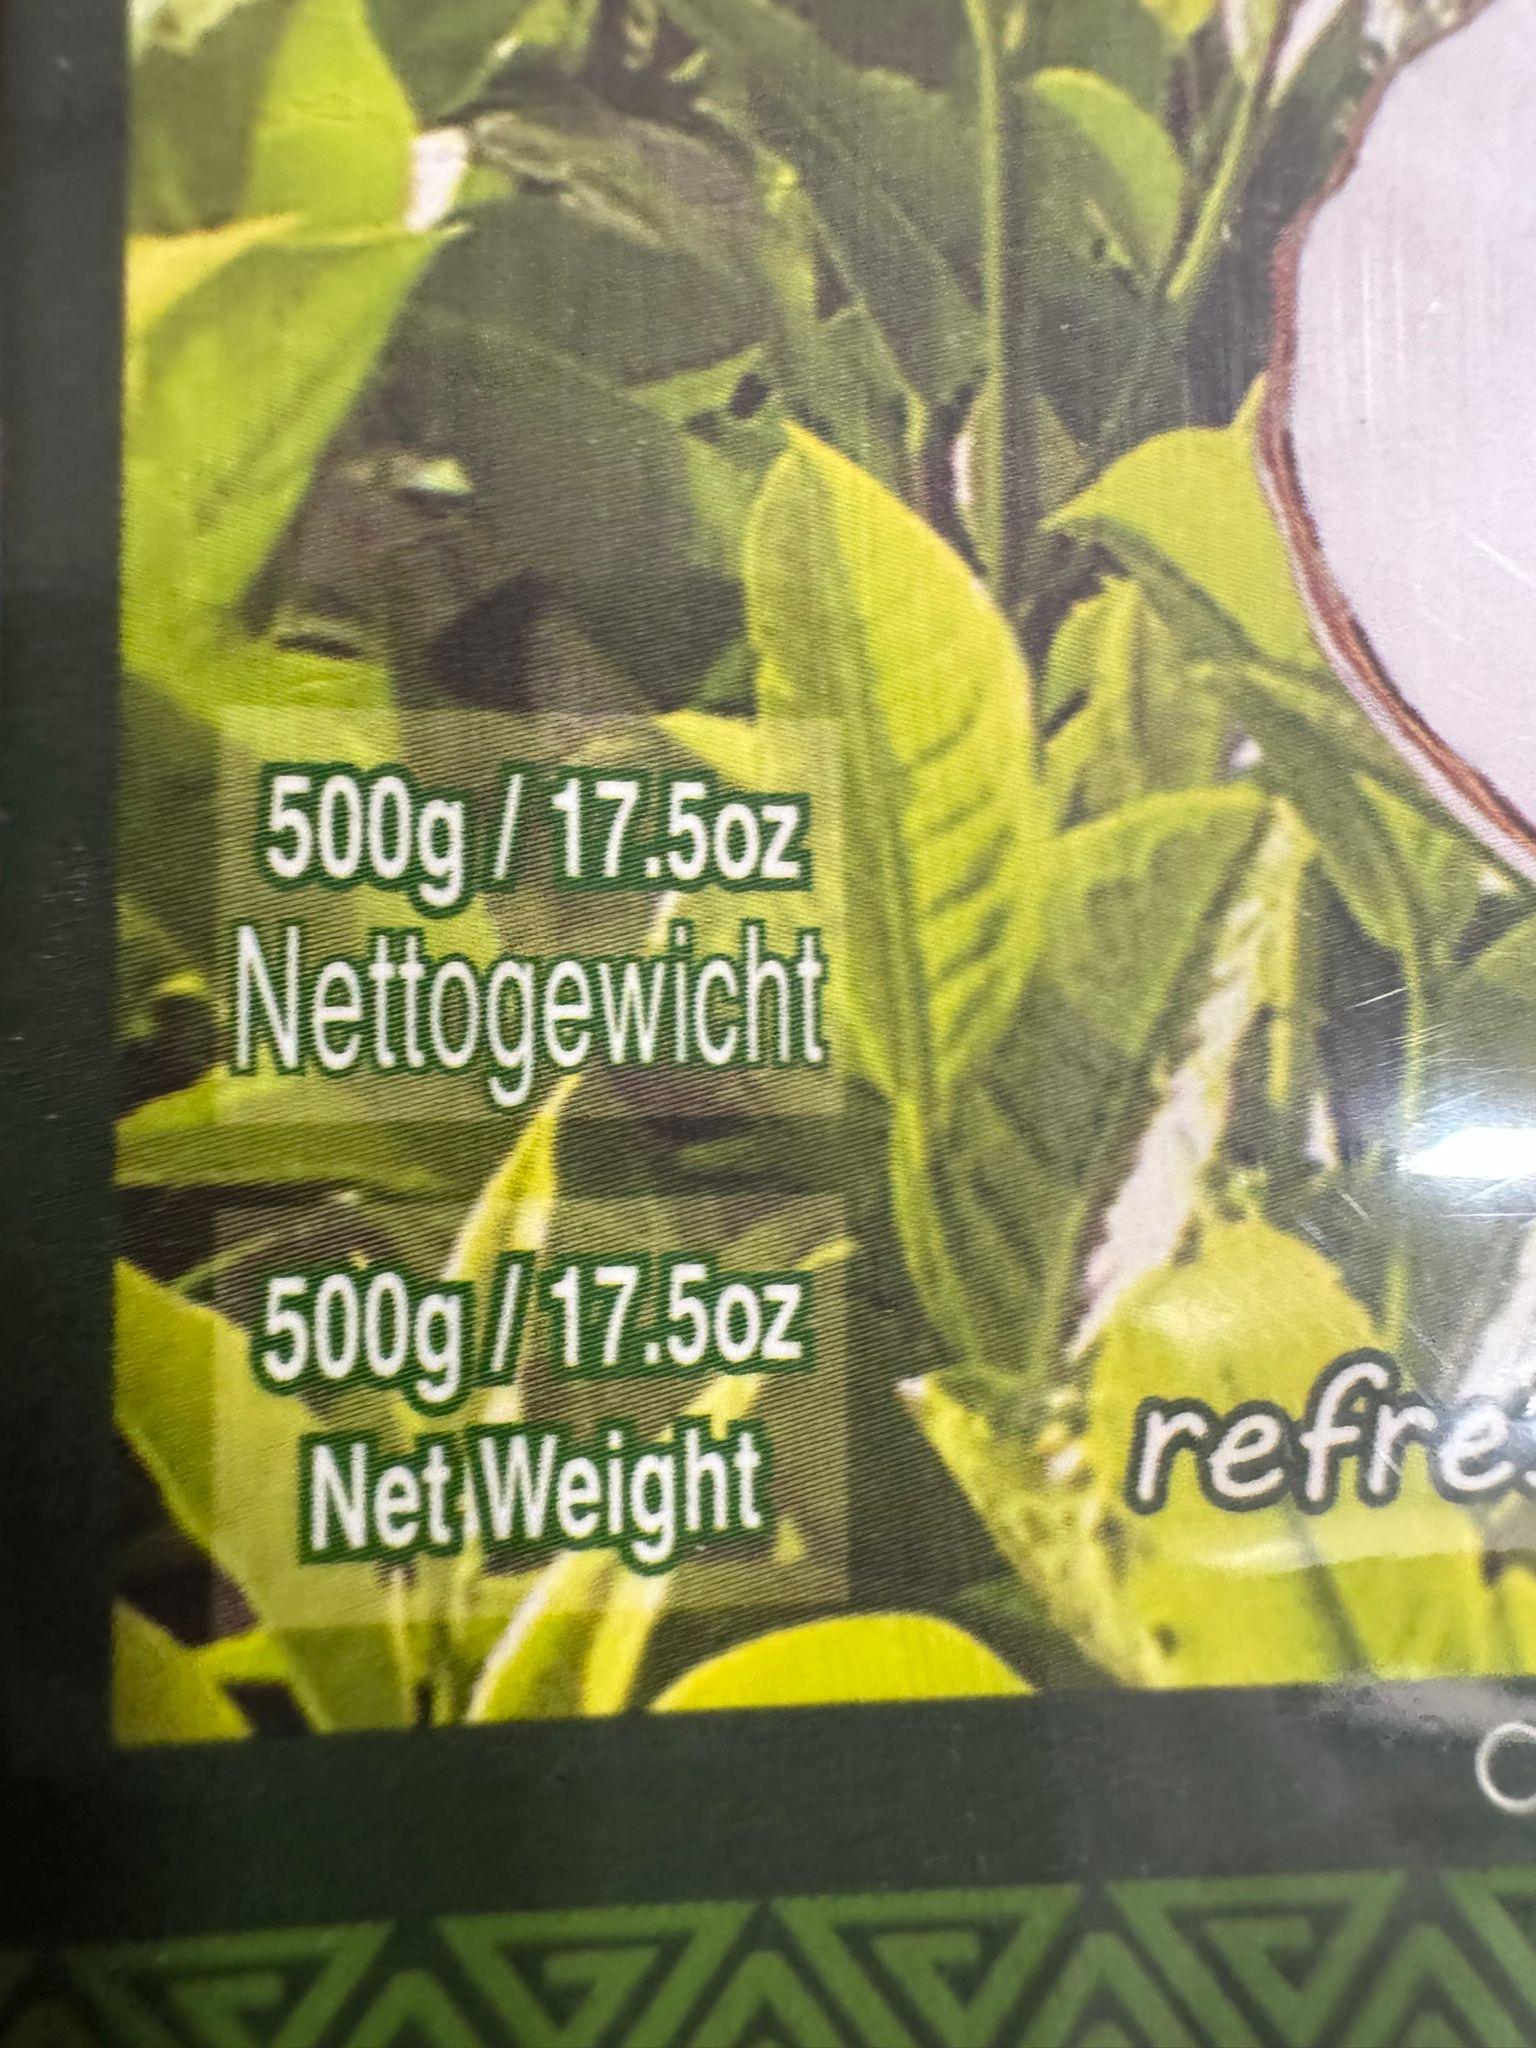 500g / 17.5oz
Nettogewicht
500g / 17.5oz
Net Weight